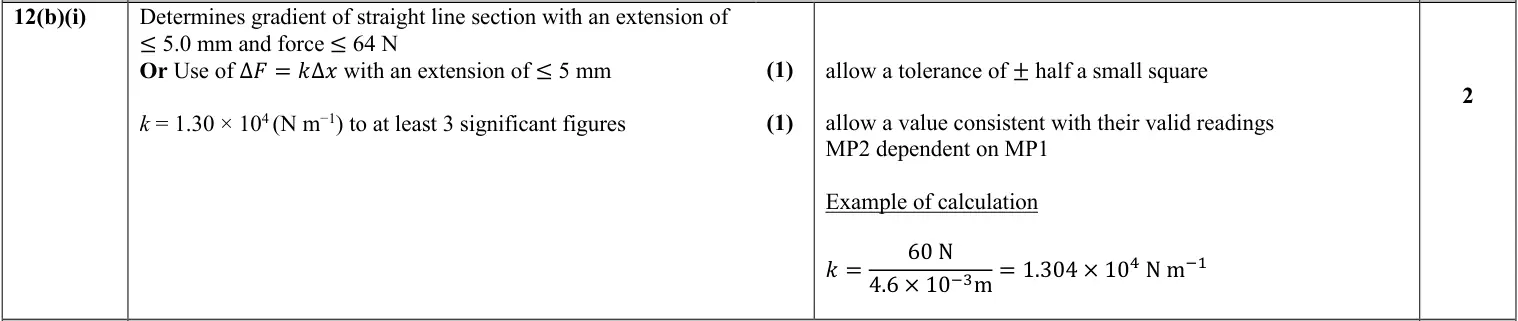 12(b)(i)
Determines gradient of straight line section with an extension of
≤ 5.0 mm and force ≤ 64 N
Or Use of ΔF = kΔx with an extension of ≤ 5 mm (1)
k = 1.30 × 10⁴ (N m⁻¹) to at least 3 significant figures (1)
allow a tolerance of ± half a small square
allow a value consistent with their valid readings
MP2 dependent on MP1
Example of calculation
k = 60 N / 4.6 × 10⁻³m = 1.304 × 10⁴ N m⁻¹
2